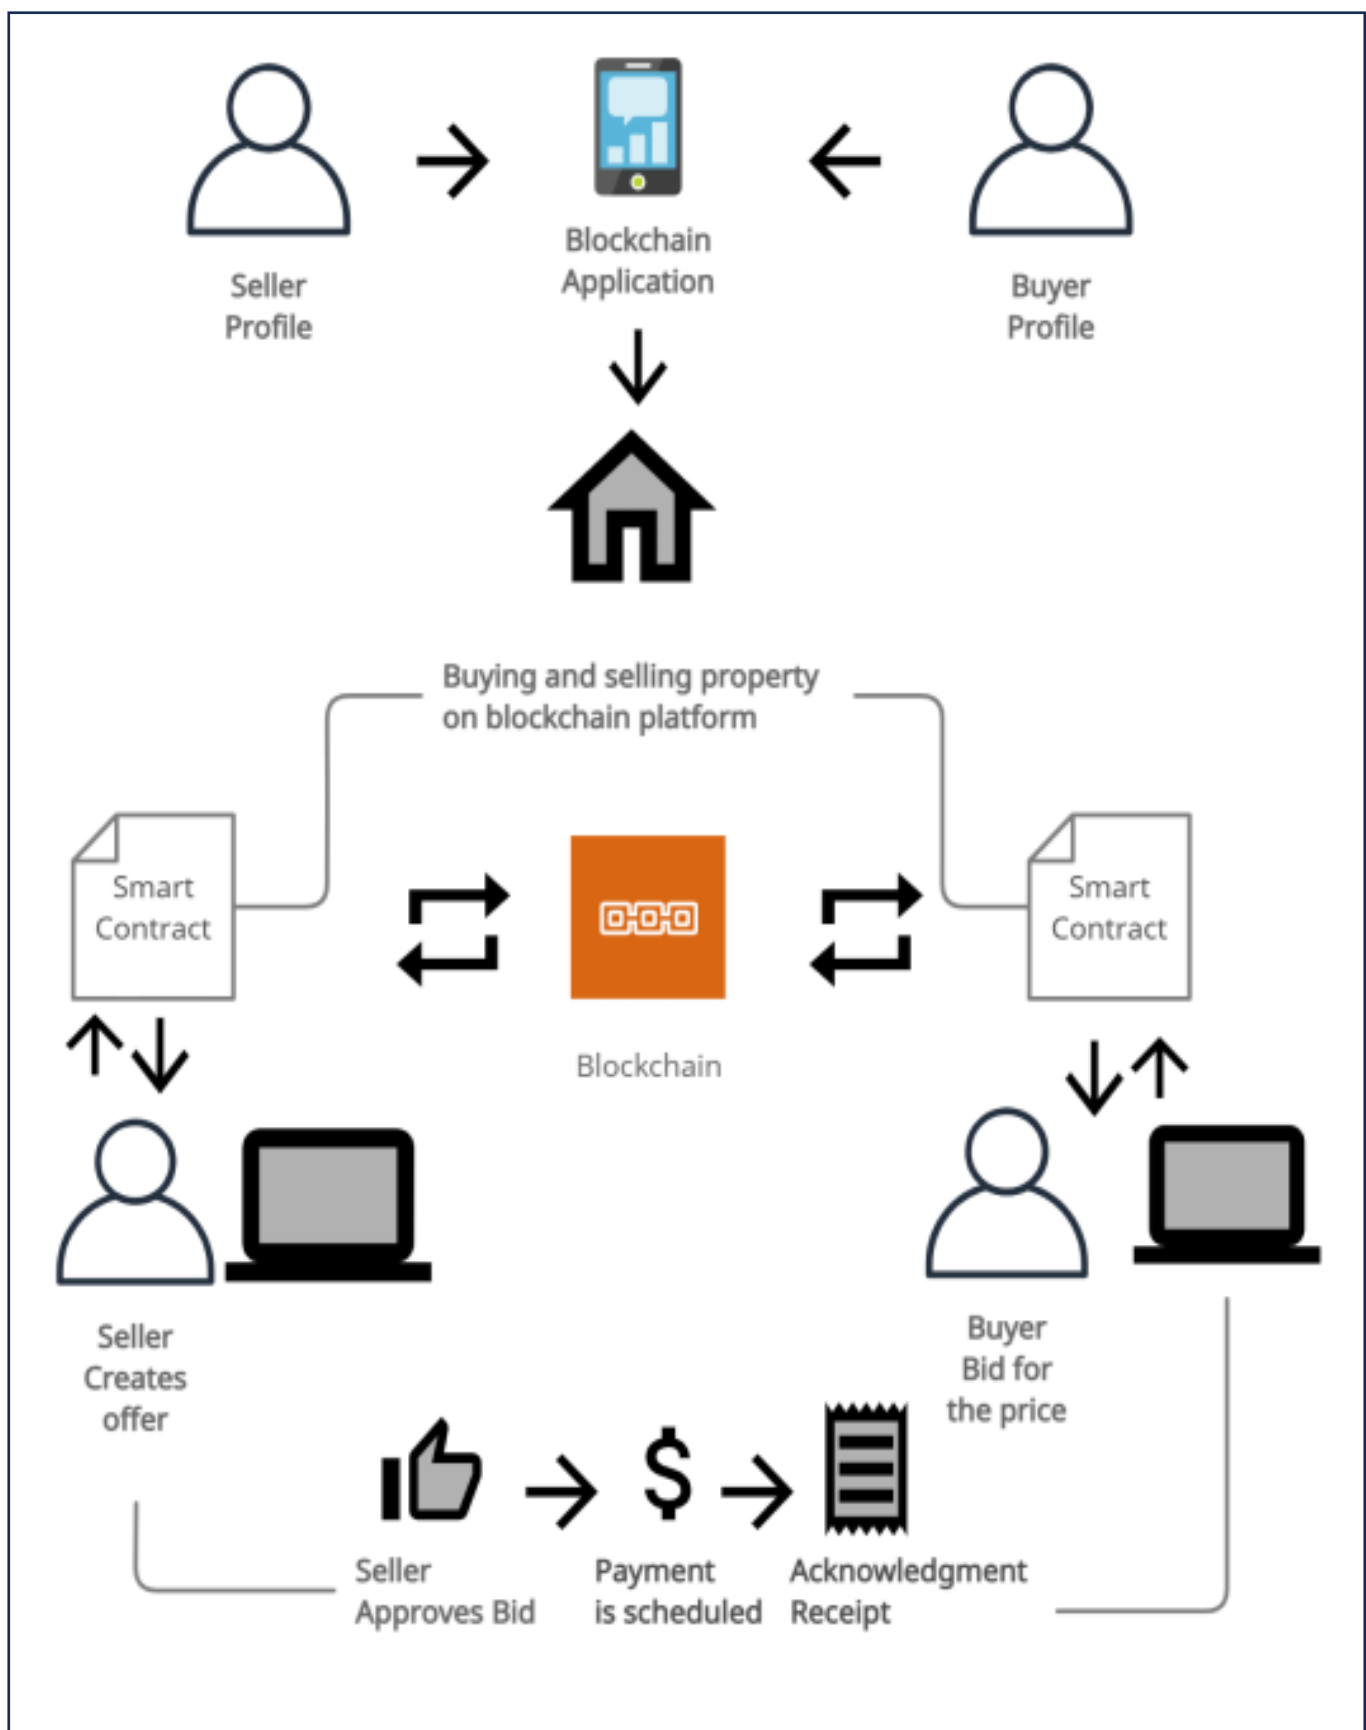 Blockchain
Application
Seller
Profile
Buyer
Profile
Buying and selling property
on blockchain platform
Smart
Contract
Smart
Contract
Blockchain
Seller
Creates
offer
Buyer
Bid for
the price
Seller
Approves Bid
Payment
is scheduled
Acknowledgment
Receipt